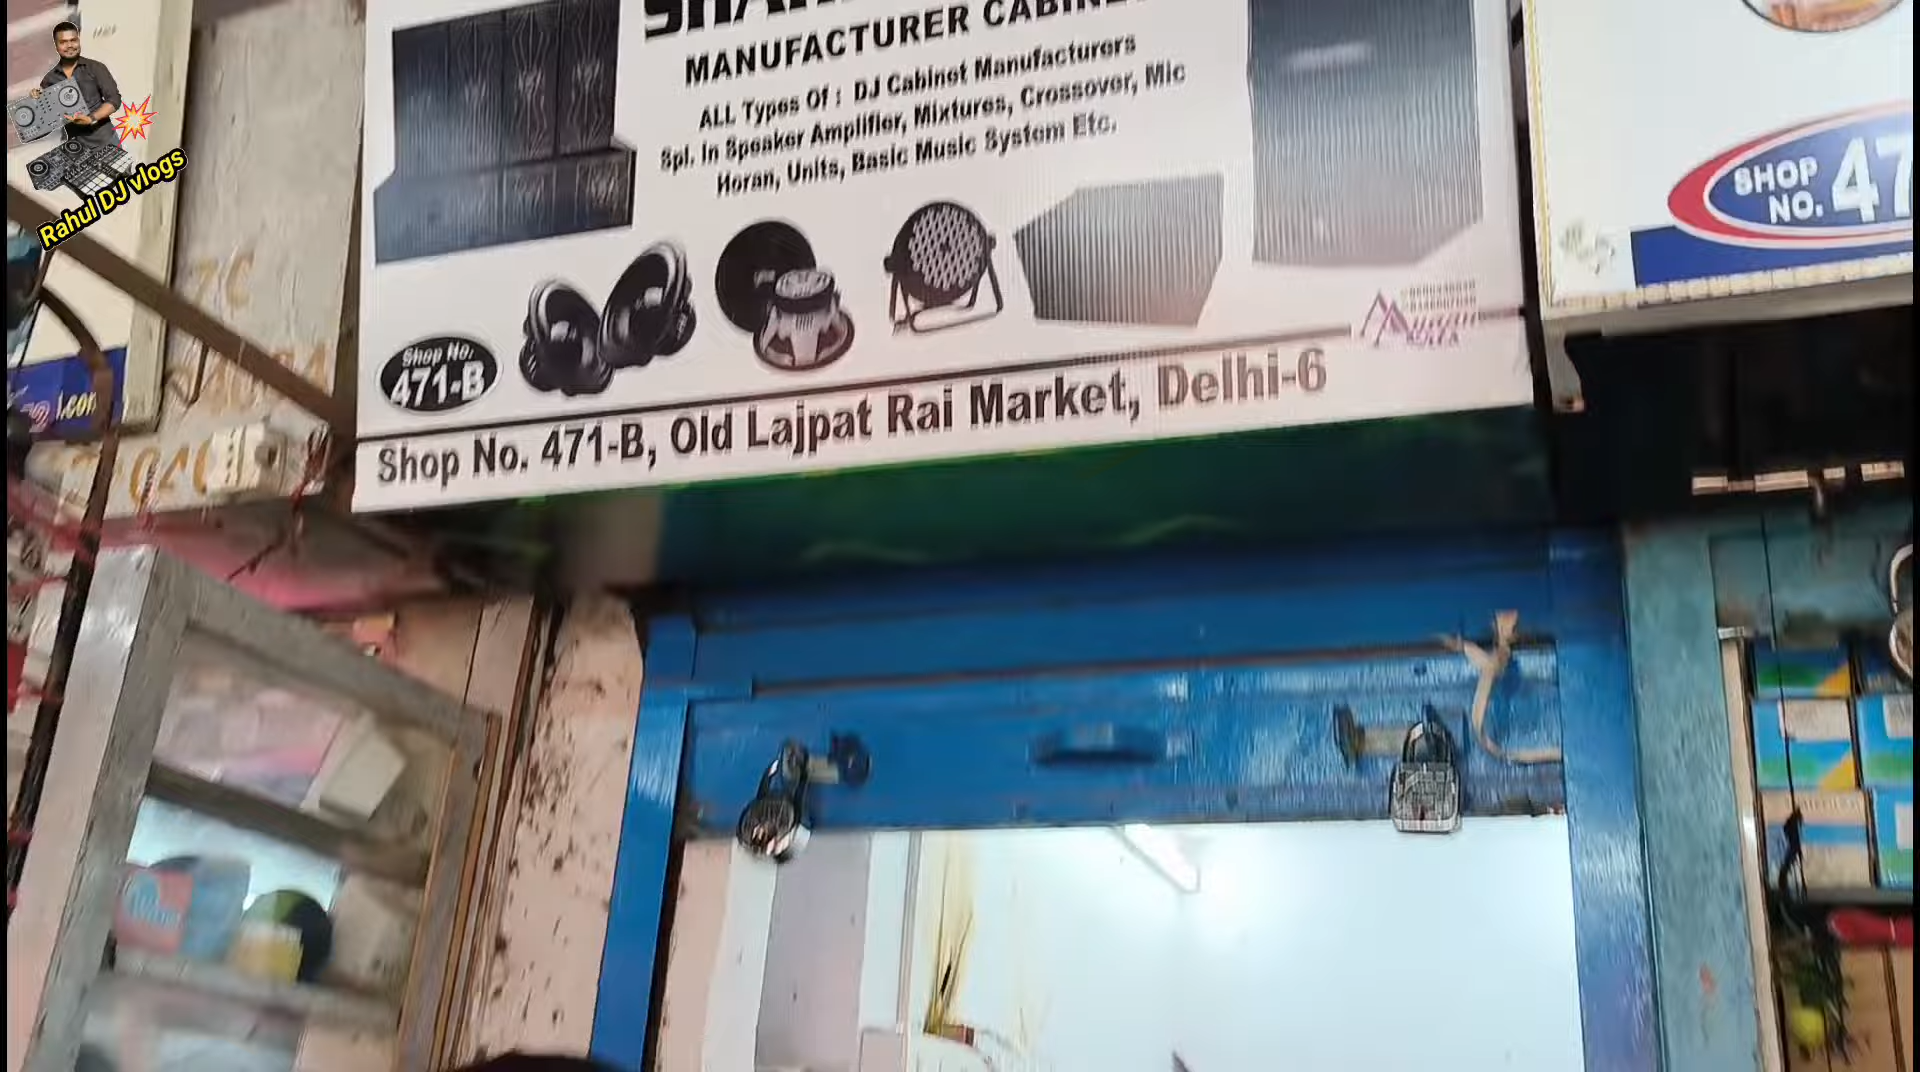 MANUFACTURER
ALL Types Of : DJ Cabinet Manufacturers
Spl. In Speaker Amplifier, Mixtures, Crossover, Mic
Horan, Units, Basic Music System Etc.
Shop No.
471-B
Shop No. 471-B, Old Lajpat Rai Market, Delhi-6
SHOP
NO. 47
Rahul DJ vlogs